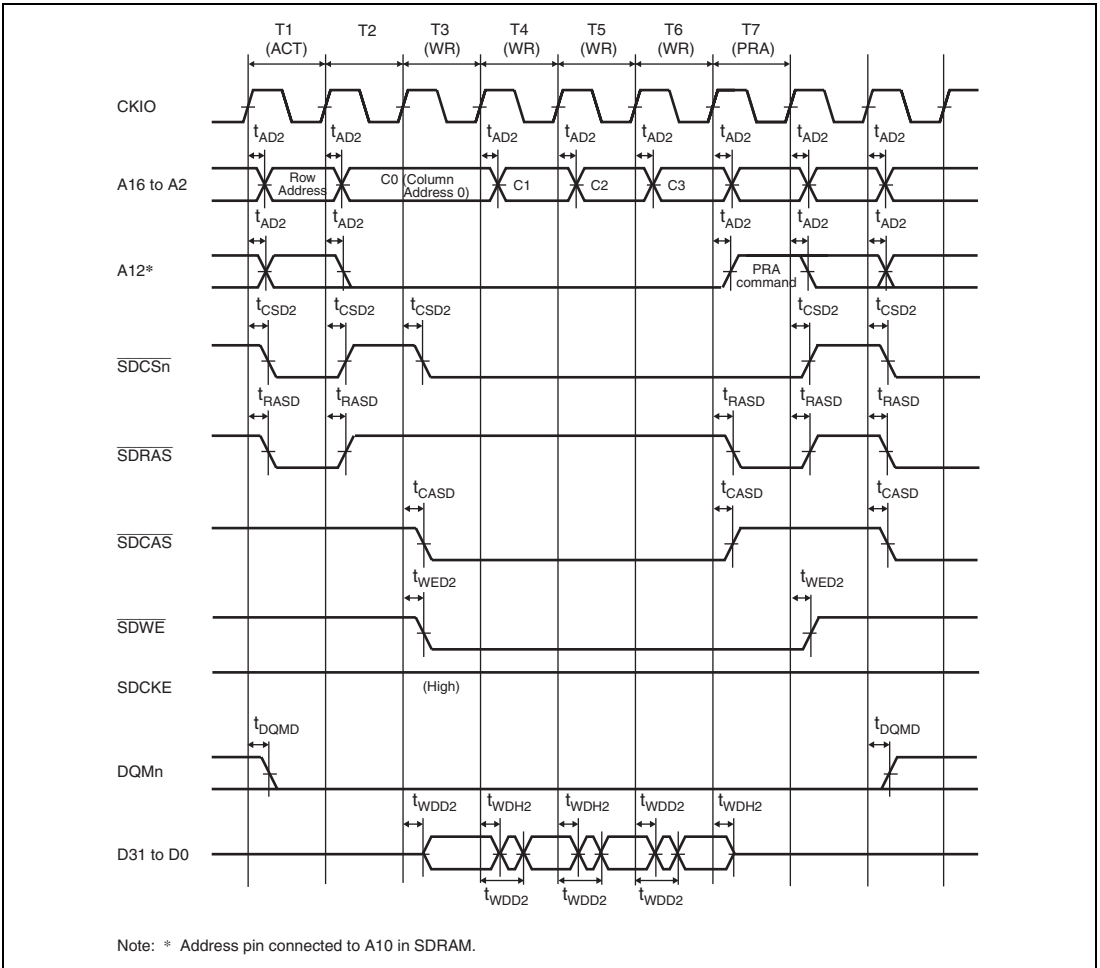 T1 T2 T3 T4 T5 T6 T7
(ACT) (WR) (WR) (WR) (WR) (PRA)
CKIO
tAD2 tAD2 tAD2 tAD2 tAD2 tAD2 tAD2 tAD2
A16 to A2
Row Address
C0 (Column Address 0)
C1 C2 C3
tAD2 tAD2 tAD2 tAD2 tAD2
A12*
PRA command
tCSD2 tCSD2 tCSD2 tCSD2 tCSD2
SDCSn
tRASD tRASD tRASD tRASD tRASD
SDRAS
tCASD tCASD tCASD
SDCAS
tWED2 tWED2
SDWE
SDCKE (High)
tDQMD tDQMD
DQMn
tWDD2 tWDH2 tWDH2 tWDD2 tWDH2
D31 to D0
tWDD2 tWDD2 tWDD2
Note: * Address pin connected to A10 in SDRAM.